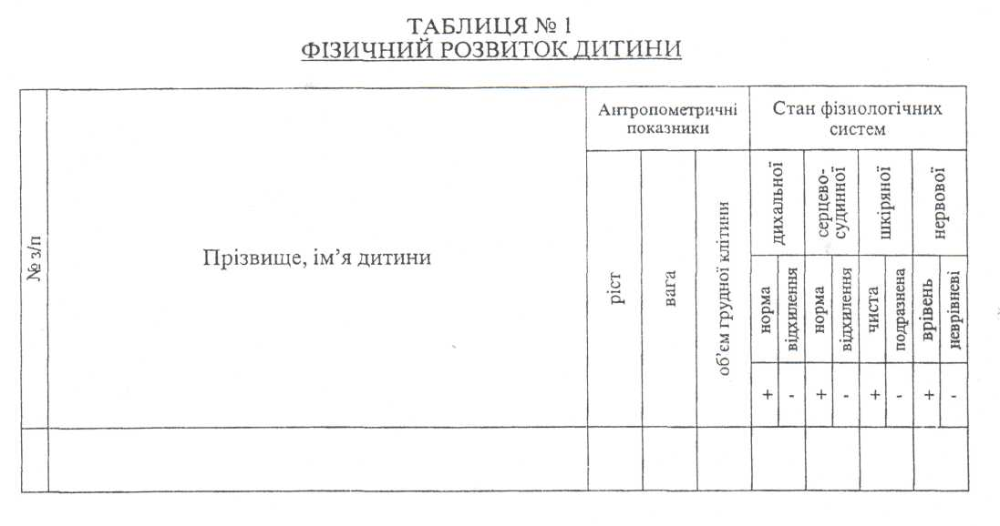 ТАБЛИЦЯ № 1
ФІЗИЧНИЙ РОЗВИТОК ДИТИНИ
№ з/п
Прізвище, ім’я дитини
Антропометричні
показники
Стан фізиологічних
систем
ріст
вага
об’єм грудної клітини
дихальної
серцево-
судинної
шкіряної
нервової
норма
відхилення
норма
відхилення
чиста
подразнена
врівень
неврівневі
+
-
+
-
+
-
+
-